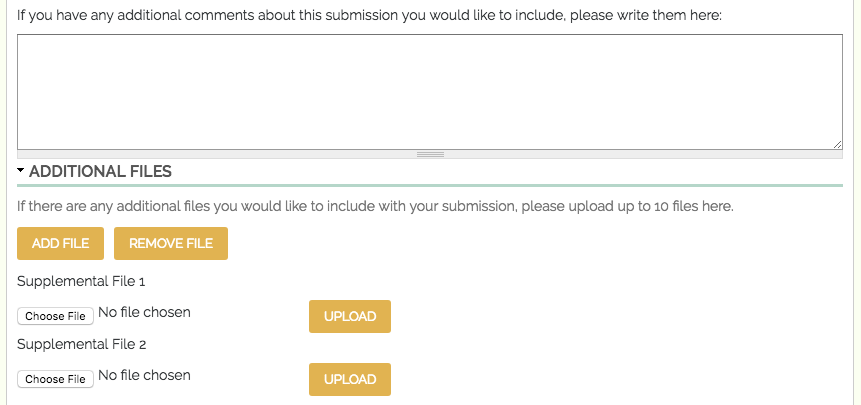 If you have any additional comments about this submission you would like to include, please write them here:
ADDITIONAL FILES
If there are any additional files you would like to include with your submission, please upload up to 10 files here.
ADD FILE REMOVE FILE
Supplemental File 1
Choose File No file chosen UPLOAD
Supplemental File 2
Choose File No file chosen UPLOAD